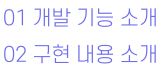 01 개발 기능 소개
02 구현 내용 소개